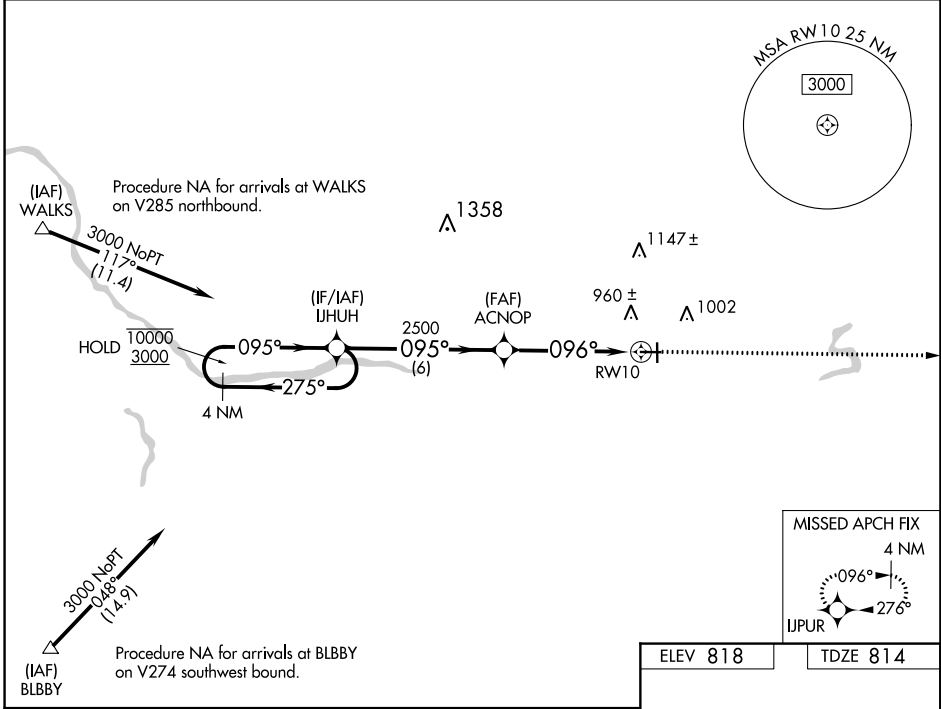 MSA RW10 25 NM
3000
(IAF)
WALKS
Procedure NA for arrivals at WALKS
on V285 northbound.
3000 NoPT
117°
(11.4)
1358
1147 ±
960 ±
1002
HOLD
10000
3000
(IF/IAF)
IJHUH
(FAF)
ACNOP
095°
2500
095°
(6)
096°
RW10
275°
4 NM
3000 NoPT
048°
(14.9)
(IAF)
BLBBY
Procedure NA for arrivals at BLBBY
on V274 southwest bound.
MISSED APCH FIX
4 NM
096°
276°
IJPUR
ELEV 818
TDZE 814